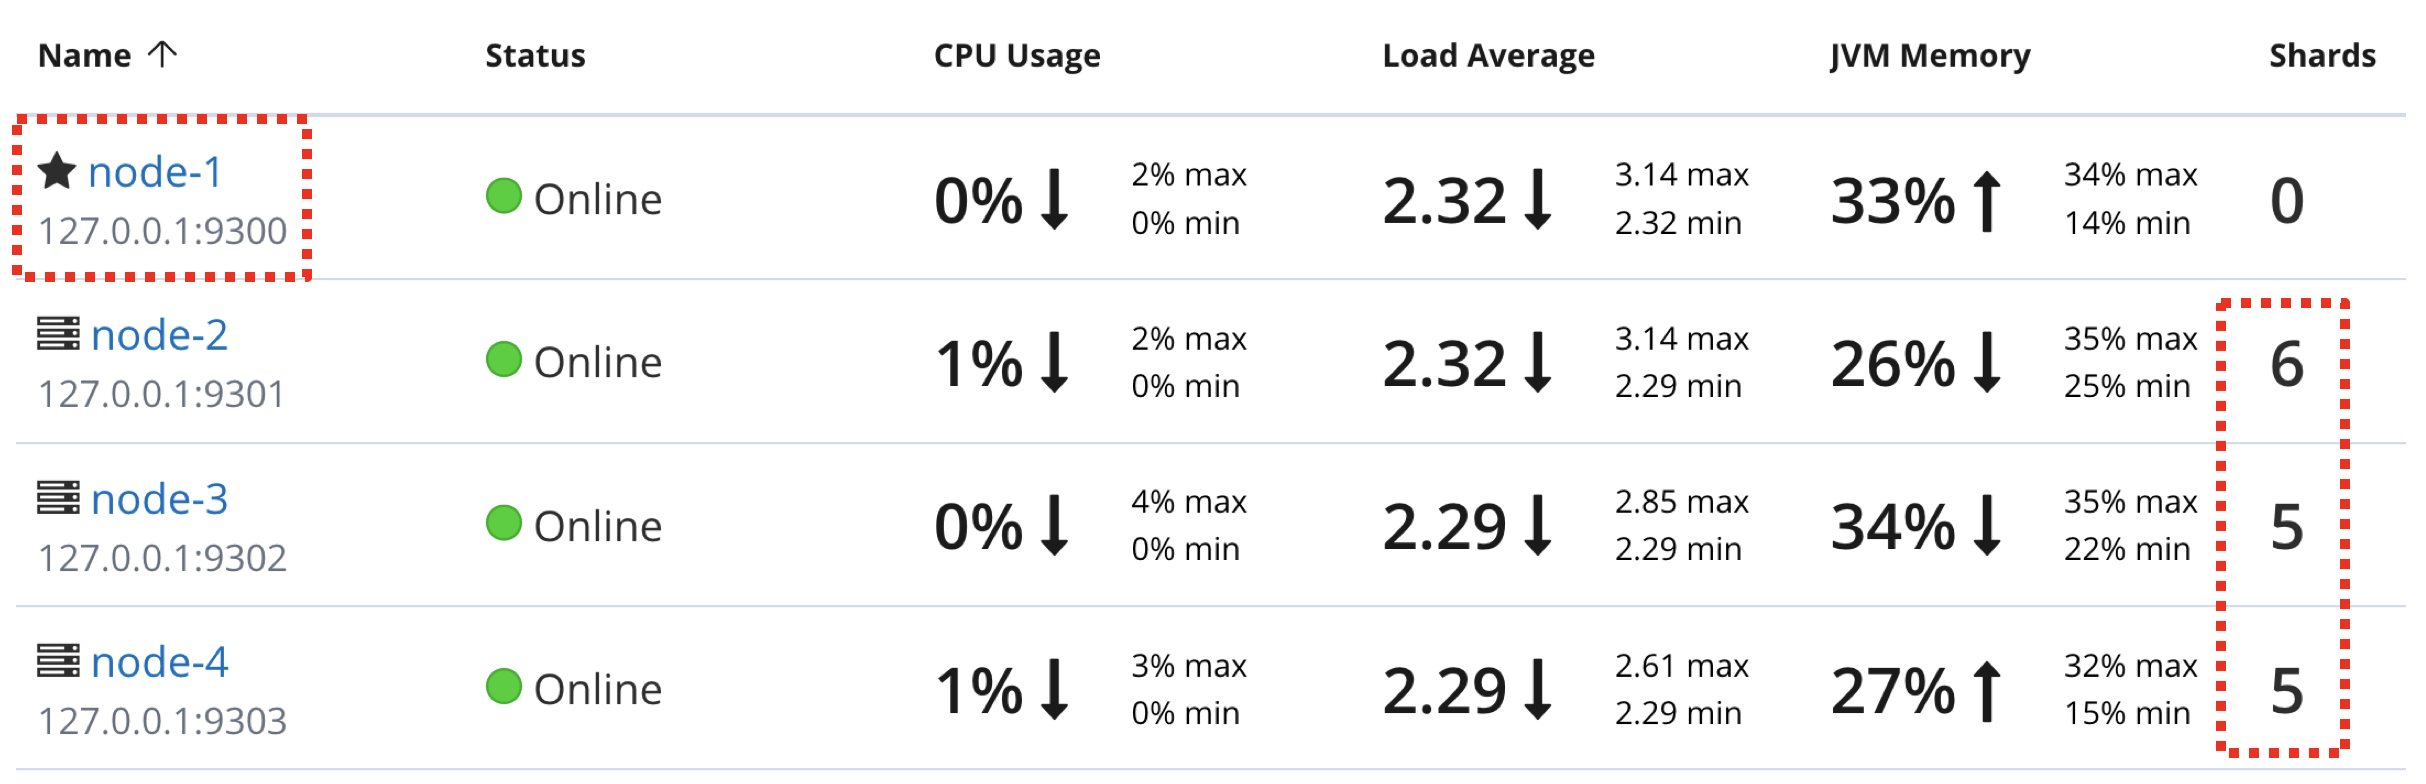 Name ↑ Status CPU Usage Load Average JVM Memory Shards
★ node-1 Online 0% ↓ 2% max 2.32 ↓ 3.14 max 33% ↑ 34% max 0
127.0.0.1:9300 0% min 2.32 min 14% min
node-2 Online 1% ↓ 2% max 2.32 ↓ 3.14 max 26% ↓ 35% max 6
127.0.0.1:9301 0% min 2.29 min 25% min
node-3 Online 0% ↓ 4% max 2.29 ↓ 2.85 max 34% ↓ 35% max 5
127.0.0.1:9302 0% min 2.29 min 22% min
node-4 Online 1% ↓ 3% max 2.29 ↓ 2.61 max 27% ↑ 32% max 5
127.0.0.1:9303 0% min 2.29 min 15% min